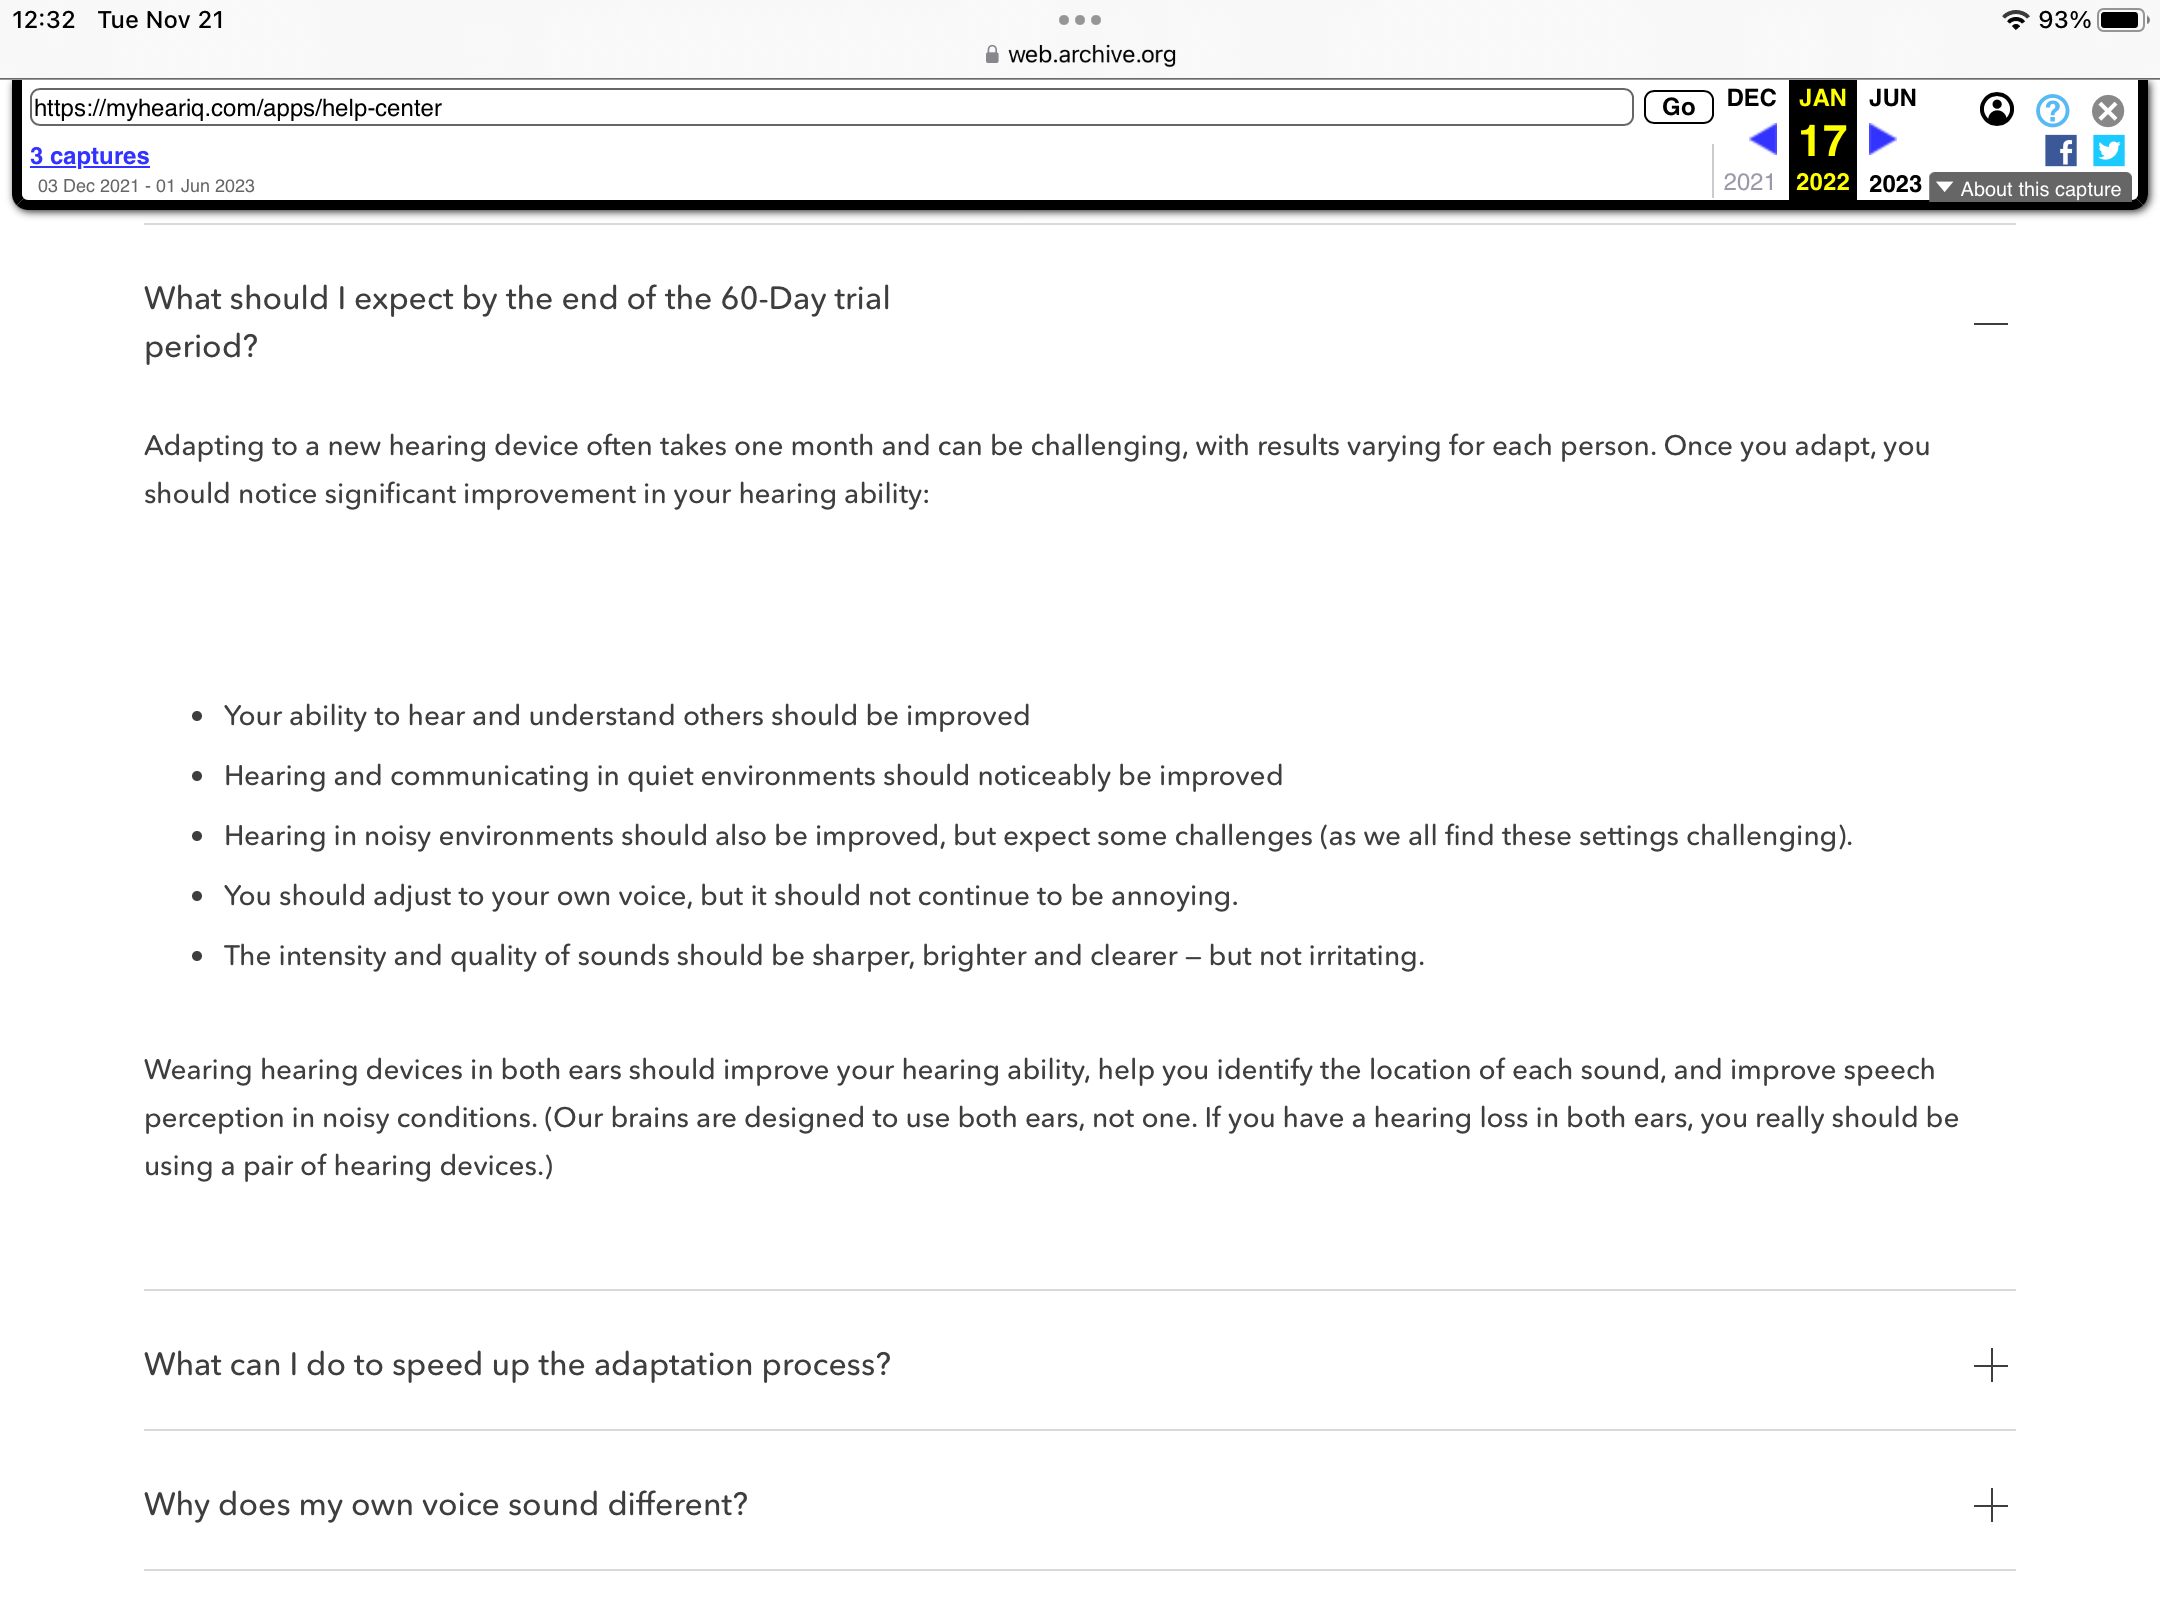 12:32 Tue Nov 21
93%
web.archive.org
https://myheariq.com/apps/help-center
Go
DEC JAN JUN
17
3 captures
2021 2022 2023
03 Dec 2021 - 01 Jun 2023
About this capture
What should I expect by the end of the 60-Day trial
period?
Adapting to a new hearing device often takes one month and can be challenging, with results varying for each person. Once you adapt, you
should notice significant improvement in your hearing ability:
• Your ability to hear and understand others should be improved
• Hearing and communicating in quiet environments should noticeably be improved
• Hearing in noisy environments should also be improved, but expect some challenges (as we all find these settings challenging).
• You should adjust to your own voice, but it should not continue to be annoying.
• The intensity and quality of sounds should be sharper, brighter and clearer – but not irritating.
Wearing hearing devices in both ears should improve your hearing ability, help you identify the location of each sound, and improve speech
perception in noisy conditions. (Our brains are designed to use both ears, not one. If you have a hearing loss in both ears, you really should be
using a pair of hearing devices.)
What can I do to speed up the adaptation process?
Why does my own voice sound different?